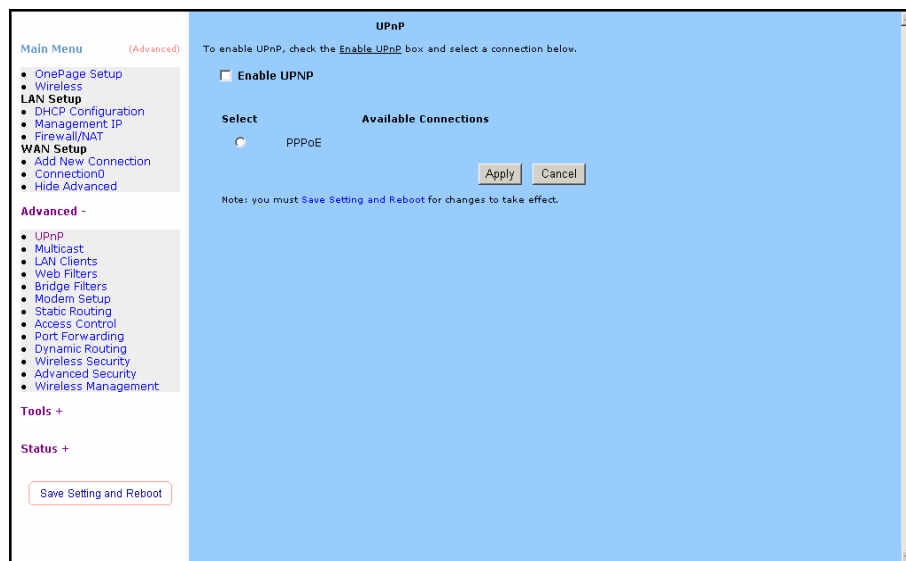 UPnP
Main Menu (Advanced)
To enable UPnP, check the Enable UPnP box and select a connection below.
OnePage Setup
Wireless
LAN Setup
DHCP Configuration
Management IP
Firewall/NAT
WAN Setup
Add New Connection
Connection0
Hide Advanced
Enable UPNP
Select Available Connections
PPPoE
Apply Cancel
Note: you must Save Setting and Reboot for changes to take effect.
Advanced -
UPnP
Multicast
LAN Clients
Web Filters
Bridge Filters
Modem Setup
Static Routing
Access Control
Port Forwarding
Dynamic Routing
Wireless Security
Advanced Security
Wireless Management
Tools +
Status +
Save Setting and Reboot